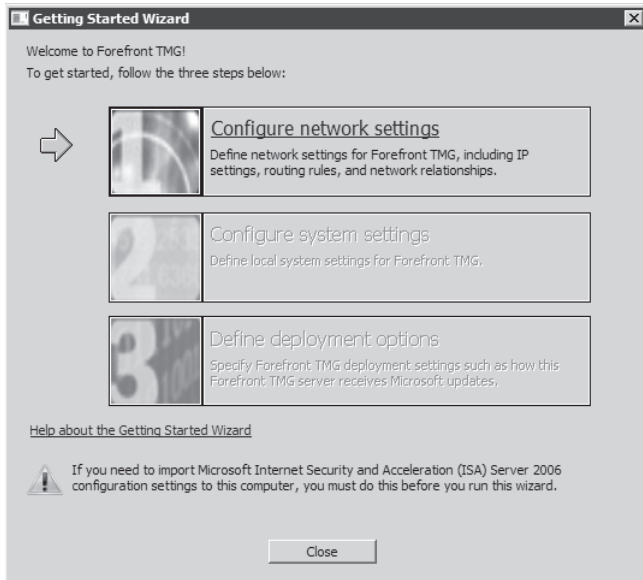 Getting Started Wizard
Welcome to Forefront TMG!
To get started, follow the three steps below:
1
Configure network settings
Define network settings for Forefront TMG, including IP
settings, routing rules, and network relationships.
2
Configure system settings
Define local system settings for Forefront TMG.
3
Define deployment options
Specify Forefront TMG deployment settings such as how this
Forefront TMG server receives Microsoft updates.
Help about the Getting Started Wizard
If you need to import Microsoft Internet Security and Acceleration (ISA) Server 2006
configuration settings to this computer, you must do this before you run this wizard.
Close